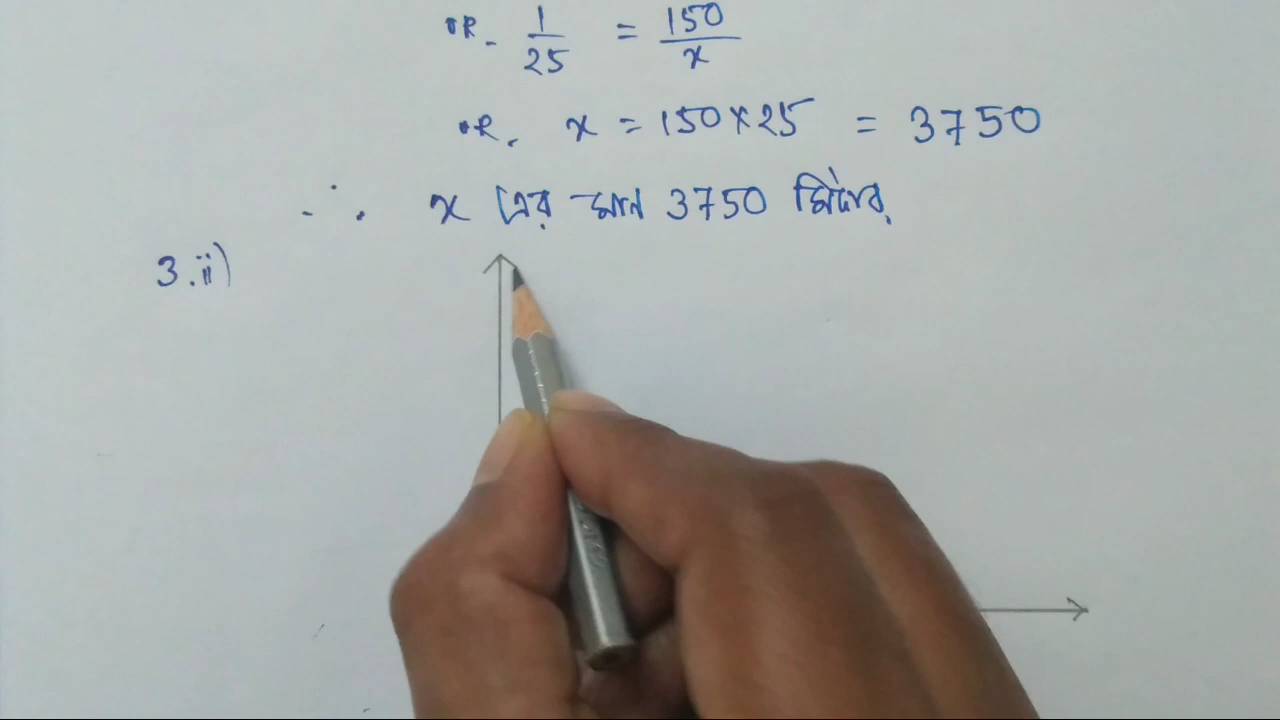 OR. 1/25 = 150/x
OR. x = 150×25 = 3750
∴ x এর মান 3750 মিটার
3.ii)